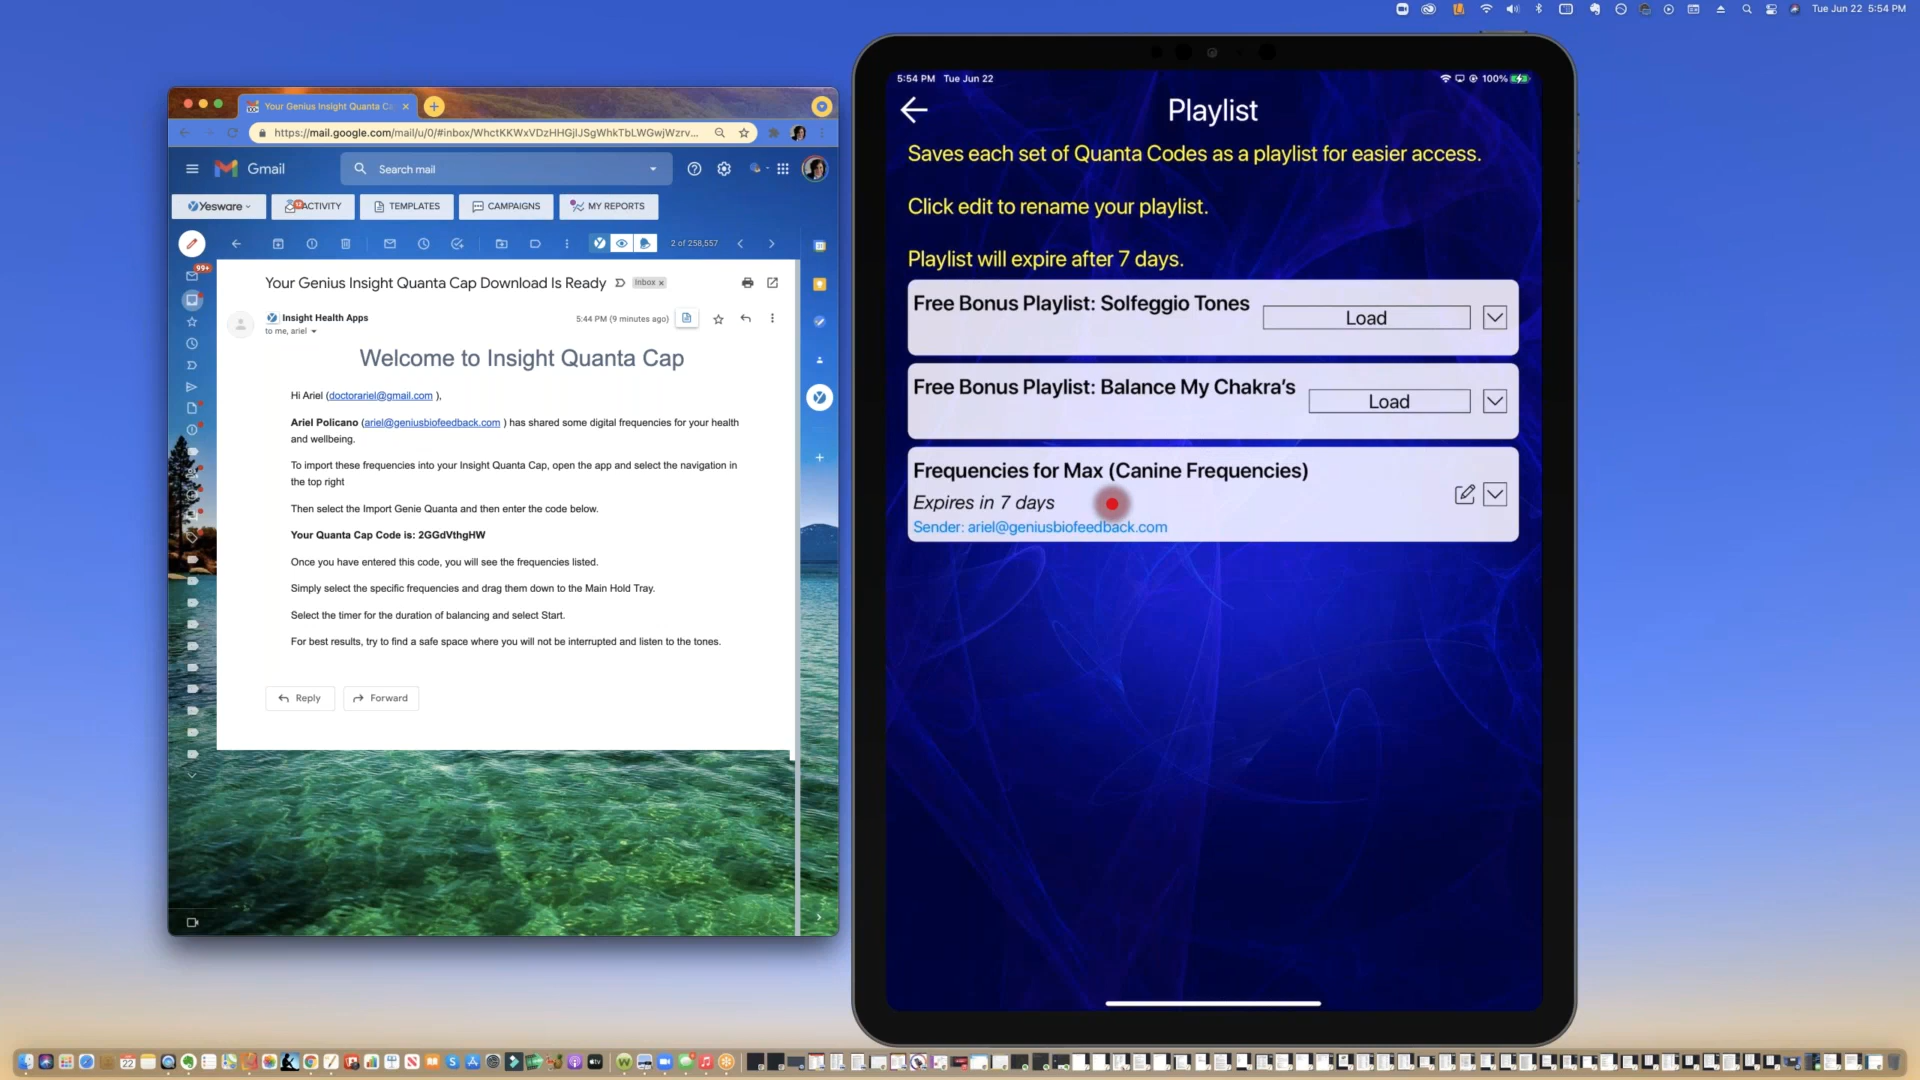 Tue Jun 22 5:54 PM
Your Genius Insight Quanta C
https://mail.google.com/mail/u/0/#inbox/WhctKKWxVDzHHGjlJSgWhkTbLWGwjWzrv...
Gmail
Search mail
Yesware
ACTIVITY
TEMPLATES
CAMPAIGNS
MY REPORTS
2 of 258,557
99+
Your Genius Insight Quanta Cap Download Is Ready
Inbox x
Insight Health Apps
5:44 PM (9 minutes ago)
to me, ariel
Welcome to Insight Quanta Cap
Hi Ariel (doctorariel@gmail.com ),
Ariel Policano (ariel@geniusbiofeedback.com ) has shared some digital frequencies for your health
and wellbeing.
To import these frequencies into your Insight Quanta Cap, open the app and select the navigation in
the top right
Then select the Import Genie Quanta and then enter the code below.
Your Quanta Cap Code is: 2GGdVthgHW
Once you have entered this code, you will see the frequencies listed.
Simply select the specific frequencies and drag them down to the Main Hold Tray.
Select the timer for the duration of balancing and select Start.
For best results, try to find a safe space where you will not be interrupted and listen to the tones.
Reply
Forward
5:54 PM Tue Jun 22
100%
Playlist
Saves each set of Quanta Codes as a playlist for easier access.
Click edit to rename your playlist.
Playlist will expire after 7 days.
Free Bonus Playlist: Solfeggio Tones
Load
Free Bonus Playlist: Balance My Chakra's
Load
Frequencies for Max (Canine Frequencies)
Expires in 7 days
Sender: ariel@geniusbiofeedback.com